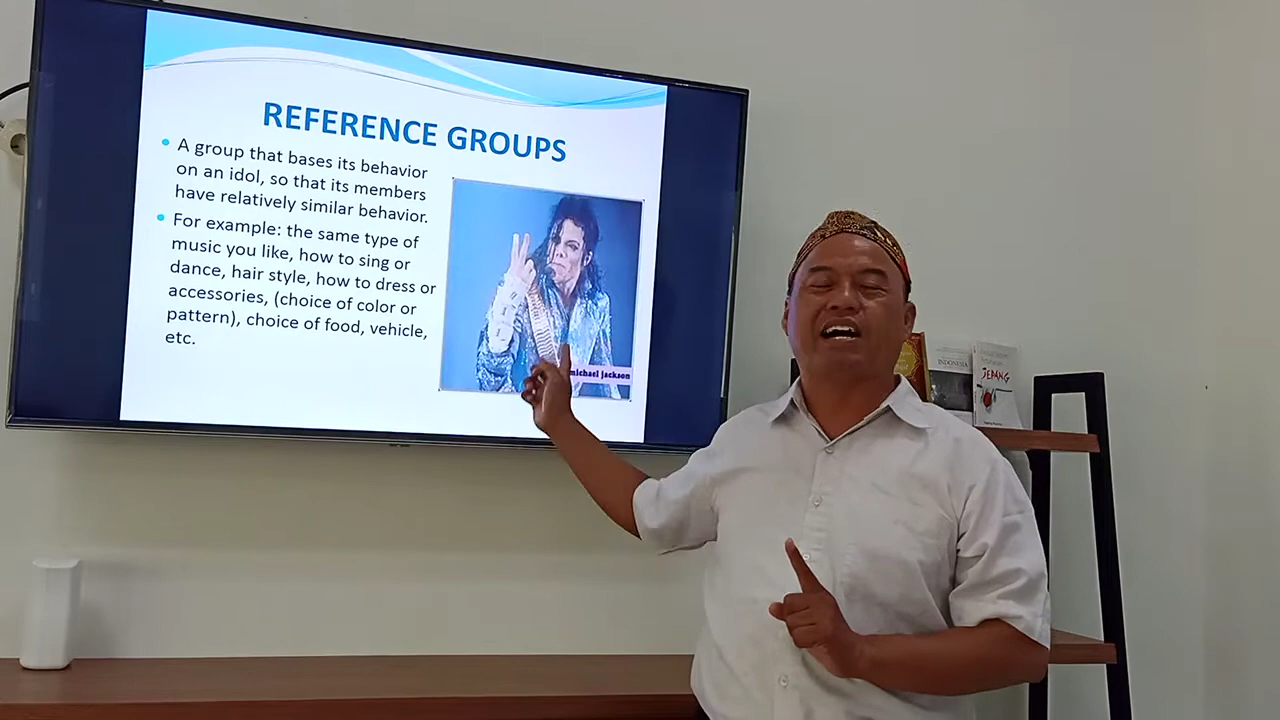 REFERENCE GROUPS
A group that bases its behavior
on an idol, so that its members
have relatively similar behavior.
For example: the same type of
music you like, how to sing or
dance, hair style, how to dress or
accessories, (choice of color or
pattern), choice of food, vehicle,
etc.
michael jackson
INDONESIA
JEPANG